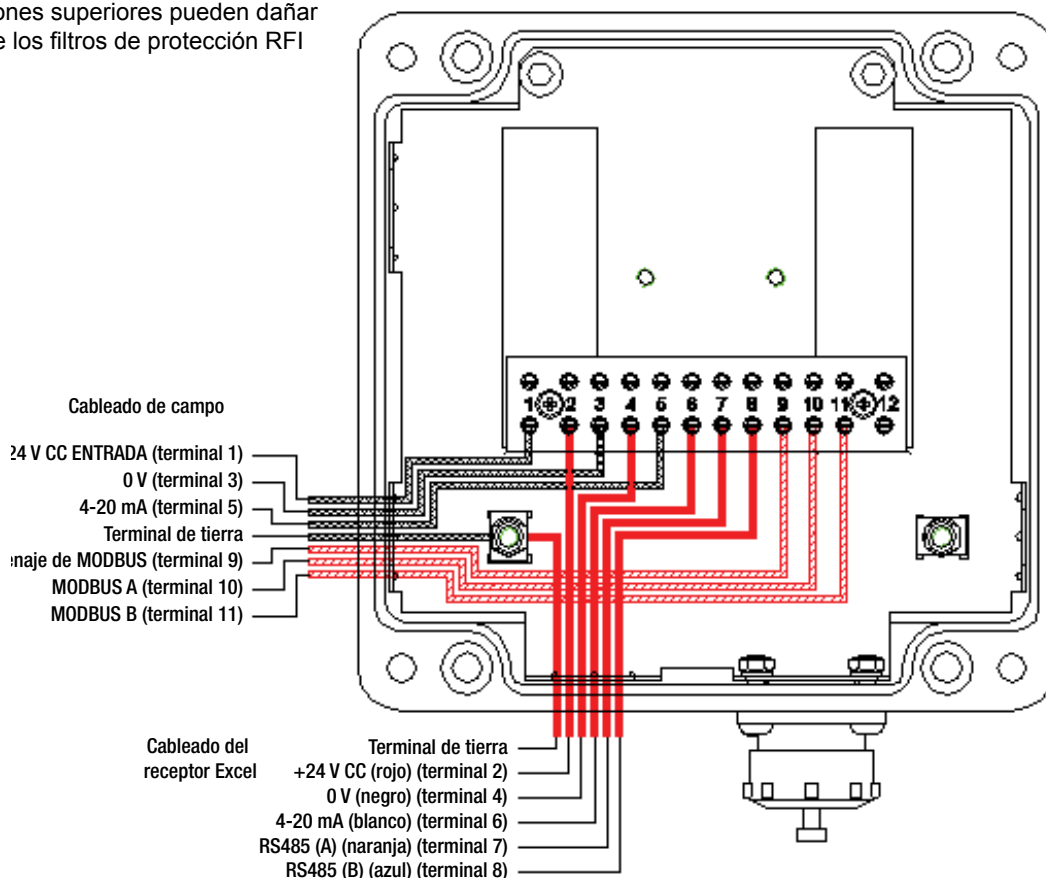 ones superiores pueden dañar
e los filtros de protección RFI
1 2 3 4 5 6 7 8 9 10 11 12
Cableado de campo
24 V CC ENTRADA (terminal 1)
0 V (terminal 3)
4-20 mA (terminal 5)
Terminal de tierra
enaje de MODBUS (terminal 9)
MODBUS A (terminal 10)
MODBUS B (terminal 11)
Cableado del
receptor Excel
Terminal de tierra
+24 V CC (rojo) (terminal 2)
0 V (negro) (terminal 4)
4-20 mA (blanco) (terminal 6)
RS485 (A) (naranja) (terminal 7)
RS485 (B) (azul) (terminal 8)